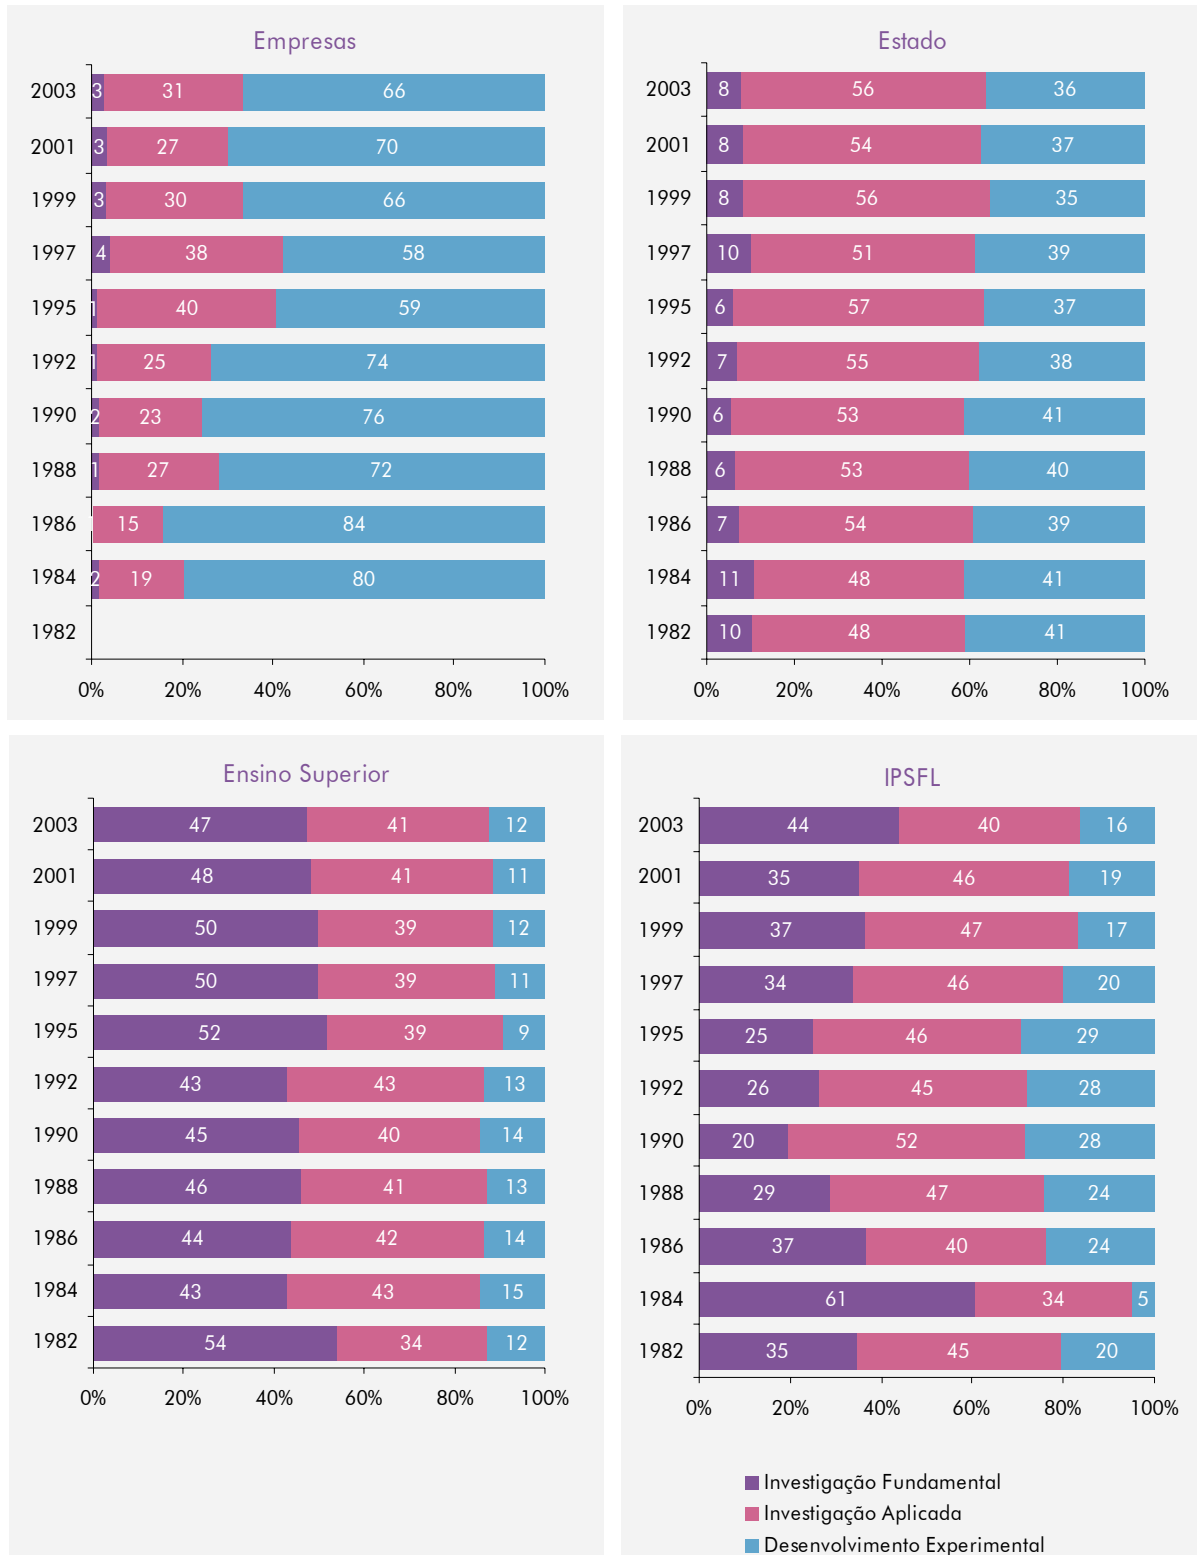 Empresas
2003 3 31 66
2001 3 27 70
1999 3 30 66
1997 4 38 58
1995 1 40 59
1992 1 25 74
1990 2 23 76
1988 1 27 72
1986 15 84
1984 2 19 80
1982
0% 20% 40% 60% 80% 100%
Estado
2003 8 56 36
2001 8 54 37
1999 8 56 35
1997 10 51 39
1995 6 57 37
1992 7 55 38
1990 6 53 41
1988 6 53 40
1986 7 54 39
1984 11 48 41
1982 10 48 41
0% 20% 40% 60% 80% 100%
Ensino Superior
2003 47 41 12
2001 48 41 11
1999 50 39 12
1997 50 39 11
1995 52 39 9
1992 43 43 13
1990 45 40 14
1988 46 41 13
1986 44 42 14
1984 43 43 15
1982 54 34 12
0% 20% 40% 60% 80% 100%
IPSFL
2003 44 40 16
2001 35 46 19
1999 37 47 17
1997 34 46 20
1995 25 46 29
1992 26 45 28
1990 20 52 28
1988 29 47 24
1986 37 40 24
1984 61 34 5
1982 35 45 20
0% 20% 40% 60% 80% 100%
Investigação Fundamental
Investigação Aplicada
Desenvolvimento Experimental